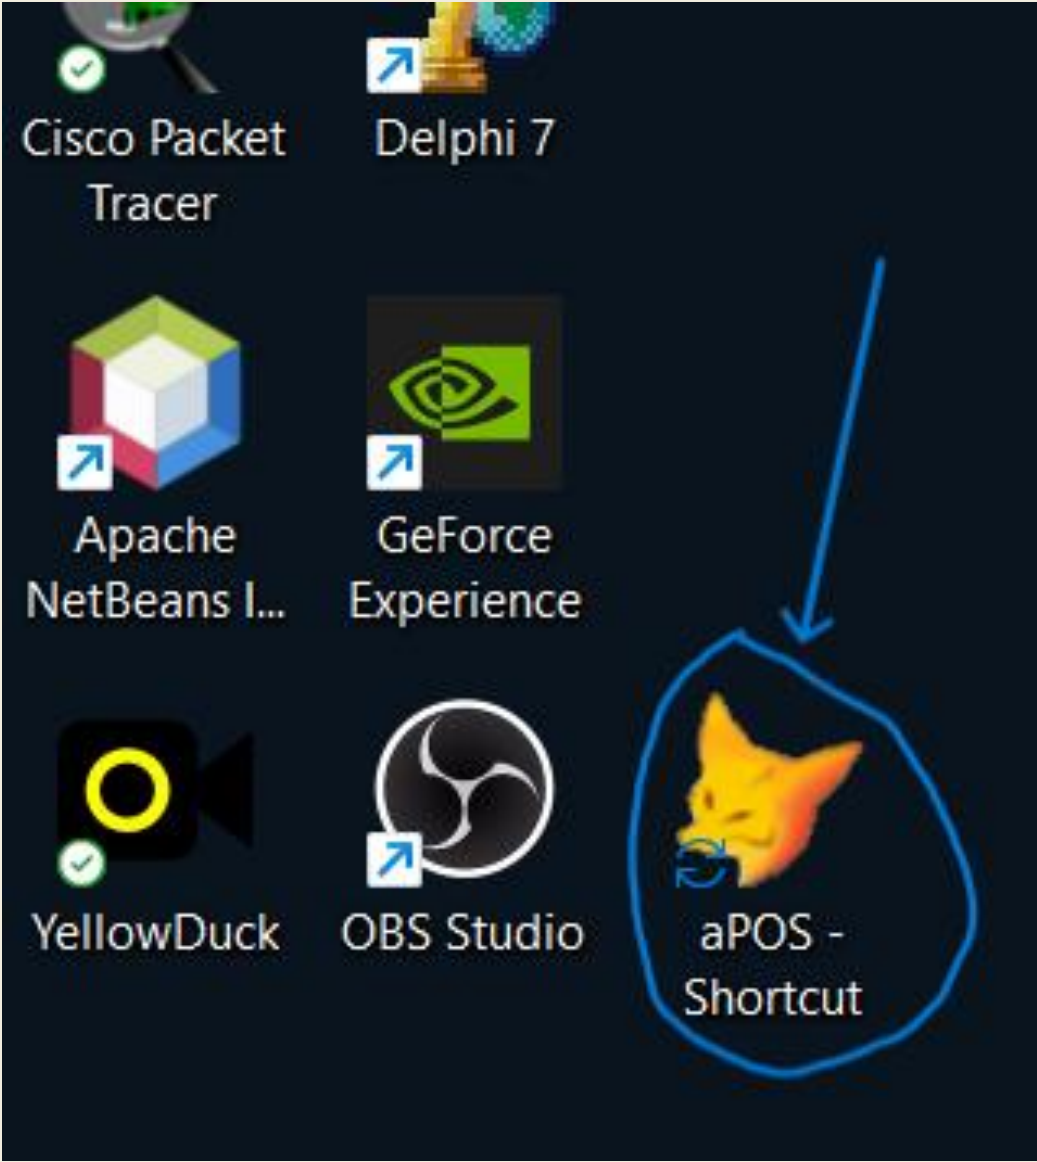 Cisco Packet
Tracer
Delphi 7
Apache
NetBeans I...
GeForce
Experience
YellowDuck
OBS Studio
aPOS -
Shortcut